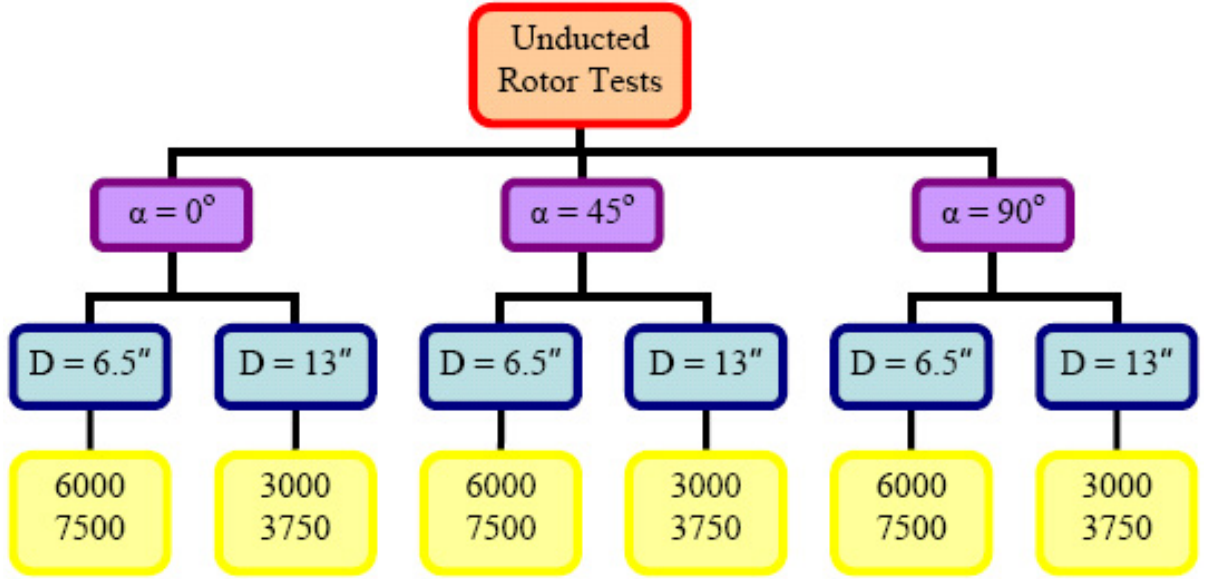 Unducted
Rotor Tests
α = 0°
α = 45°
α = 90°
D = 6.5″
D = 13″
D = 6.5″
D = 13″
D = 6.5″
D = 13″
6000
7500
3000
3750
6000
7500
3000
3750
6000
7500
3000
3750